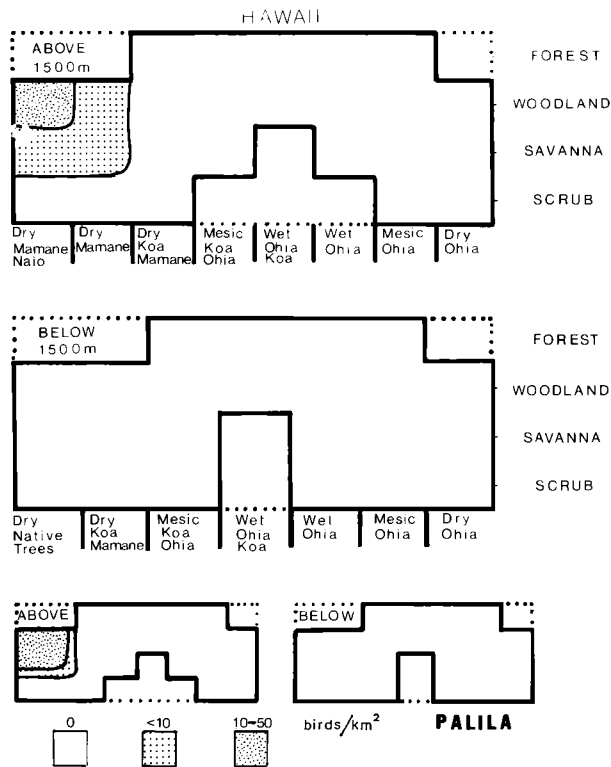 HAWAII
ABOVE
1500m
FOREST
WOODLAND
SAVANNA
SCRUB
Dry Mamane Naio
Dry Mamane
Dry Koa Mamane
Mesic Koa Ohia
Wet Ohia Koa
Wet Ohia
Mesic Ohia
Dry Ohia
BELOW
1500m
FOREST
WOODLAND
SAVANNA
SCRUB
Dry Native Trees
Dry Koa Mamane
Mesic Koa Ohia
Wet Ohia Koa
Wet Ohia
Mesic Ohia
Dry Ohia
ABOVE
BELOW
0
<10
10-50
birds/km²
PALILA